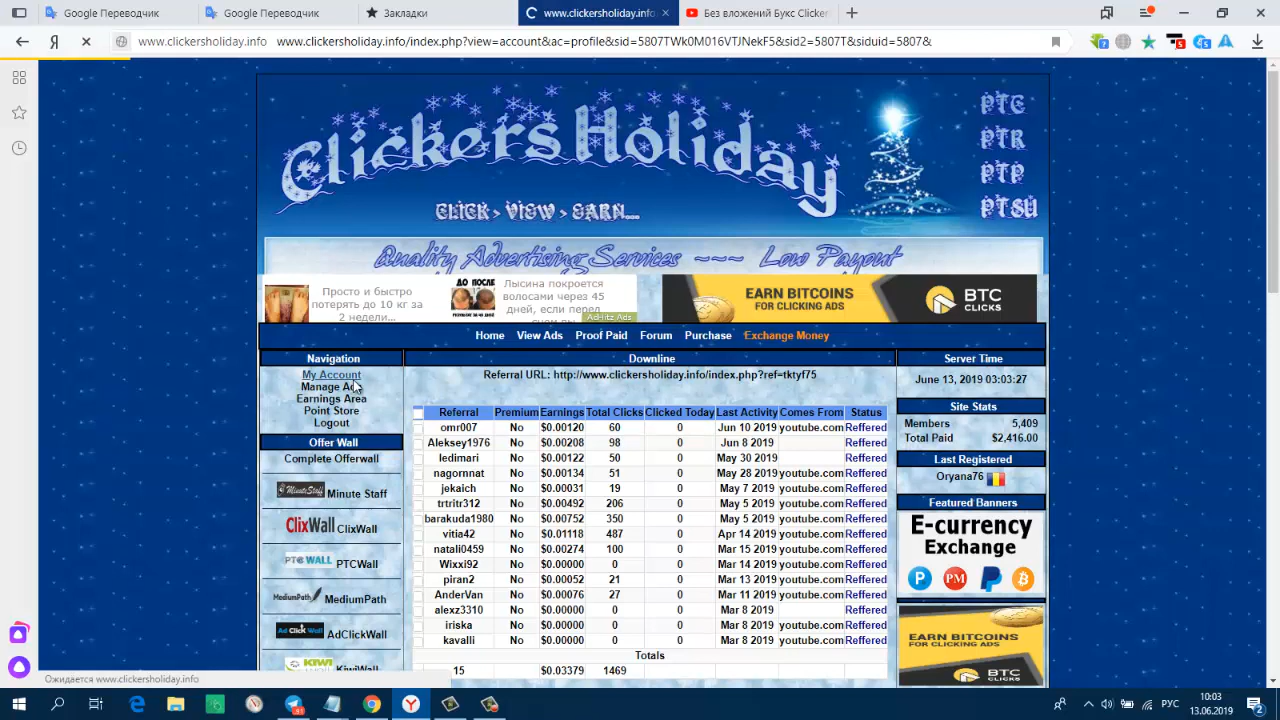 Google Переводчик
Google Переводчик
Закладки
www.clickersholiday.info
Без вложений Букс Clicker
www.clickersholiday.info www.clickersholiday.info/index.php?view=account&ac=profile&sid=5807TWk0M016VTJNekF5&sid2=5807T&siduid=5807&
Clickers Holiday
CLICK > VIEW > EARN...
PTC
PTR
PTP
PTSU
Quality Advertising Services ~~~ Low Payout
Просто и быстро потерять до 10 кг за 2 недели...
ДО ПОСЛЕ
Лысина покроется волосами через 45 дней, если перед
Ad-litz Ads
EARN BITCOINS
FOR CLICKING ADS
BTC
CLICKS
Home View Ads Proof Paid Forum Purchase Exchange Money
Navigation
My Account
Manage Ad
Earnings Area
Point Store
Logout
Offer Wall
Complete Offerwall
MinuteStaff Minute Staff
ClixWall ClixWall
PTCWALL PTCWall
MediumPath MediumPath
AdClickWall AdClickWall
KIWI KiwiWall
Downline
Referral URL: http://www.clickersholiday.info/index.php?ref=tktyf75
Referral Premium Earnings Total Clicks Clicked Today Last Activity Comes From Status
omr007 No $0.00120 60 0 Jun 10 2019 youtube.com Reffered
Aleksey1976 No $0.00208 98 0 Jun 8 2019 Reffered
ledimari No $0.00122 50 0 May 30 2019 Reffered
nagornnat No $0.00134 51 0 May 28 2019 youtube.com Reffered
jekaich No $0.00031 19 0 May 7 2019 youtube.com Reffered
trtritr312 No $0.00492 206 0 May 5 2019 youtube.com Reffered
barakuda1980 No $0.00752 350 0 May 5 2019 youtube.com Reffered
vitia42 No $0.01118 487 0 Apr 14 2019 youtube.com Reffered
natali0459 No $0.00274 100 0 Mar 15 2019 youtube.com Reffered
Wixxi92 No $0.00000 0 0 Mar 14 2019 youtube.com Reffered
piran2 No $0.00052 21 0 Mar 13 2019 youtube.com Reffered
AnderVan No $0.00076 27 0 Mar 11 2019 youtube.com Reffered
alexz3310 No $0.00000 0 0 Mar 8 2019 Reffered
iriska No $0.00000 0 0 Mar 8 2019 youtube.com Reffered
kavalli No $0.00000 0 0 Mar 8 2019 youtube.com Reffered
Totals
15 $0.03379 1469
Server Time
June 13, 2019 03:03:27
Site Stats
Members 5,409
Total Paid $2,416.00
Last Registered
Oryana76
Featured Banners
E-currency
Exchange
EARN BITCOINS
FOR CLICKING ADS
BTC
CLICKS
Ожидается www.clickersholiday.info
РУС
10:03
13.06.2019